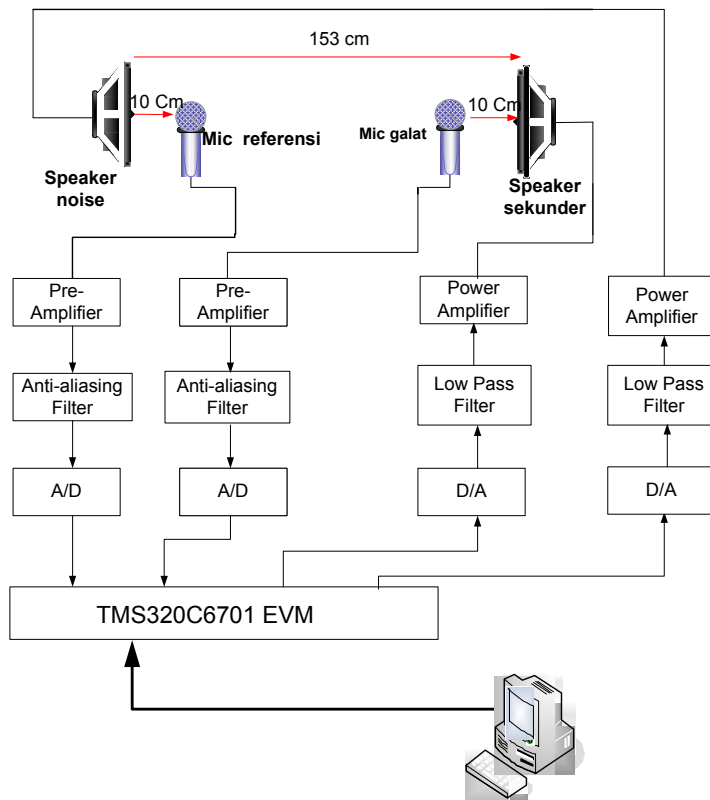 153 cm
10 Cm
10 Cm
Mic referensi
Mic galat
Speaker
noise
Speaker
sekunder
Pre-
Amplifier
Pre-
Amplifier
Power
Amplifier
Power
Amplifier
Anti-aliasing
Filter
Anti-aliasing
Filter
Low Pass
Filter
Low Pass
Filter
A/D
A/D
D/A
D/A
TMS320C6701 EVM